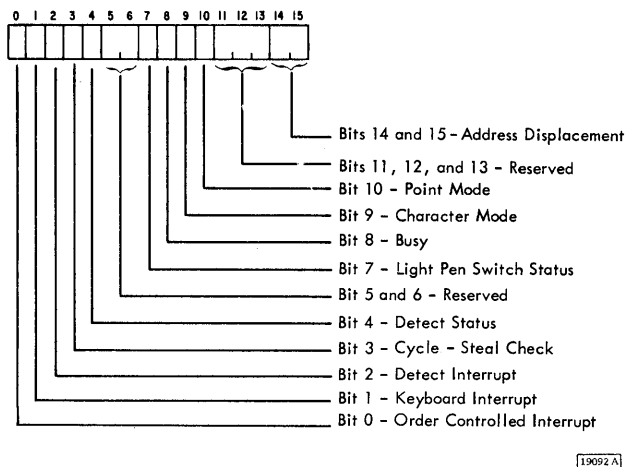 0 1 2 3 4 5 6 7 8 9 10 11 12 13 14 15
Bits 14 and 15 - Address Displacement
Bits 11, 12, and 13 - Reserved
Bit 10 - Point Mode
Bit 9 - Character Mode
Bit 8 - Busy
Bit 7 - Light Pen Switch Status
Bit 5 and 6 - Reserved
Bit 4 - Detect Status
Bit 3 - Cycle - Steal Check
Bit 2 - Detect Interrupt
Bit 1 - Keyboard Interrupt
Bit 0 - Order Controlled Interrupt
19092 A